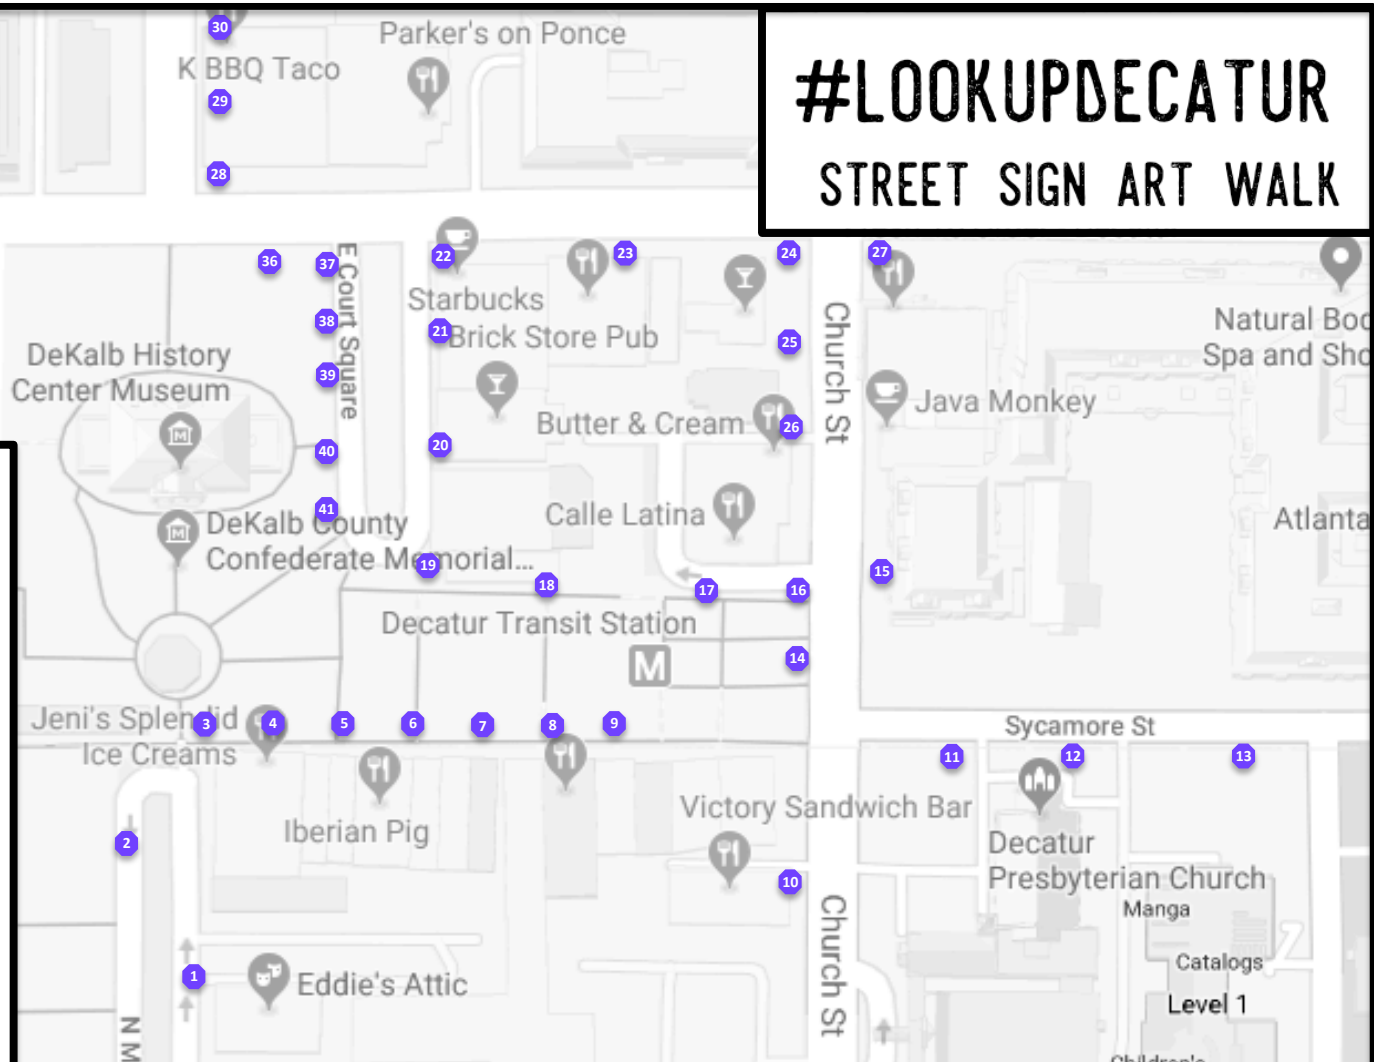 30
K BBQ Taco
Parker's on Ponce
#LOOKUPDECATUR
STREET SIGN ART WALK
29
28
36
37
22
23
24
27
E Court Square
Starbucks
38
21
Brick Store Pub
25
Church St
Natural
Spa and
DeKalb History
Center Museum
39
Java Monkey
Butter & Cream
26
40
20
41
DeKalb County
Confederate Memorial...
Calle Latina
Atlanta
19
18
17
16
15
Decatur Transit Station
M
14
Jeni's Splendid
Ice Creams
3
4
5
6
7
8
9
Sycamore St
11
12
13
2
Iberian Pig
Victory Sandwich Bar
10
Decatur
Presbyterian Church
Manga
Church St
Catalogs
Level 1
1
Eddie's Attic
N M
Children's